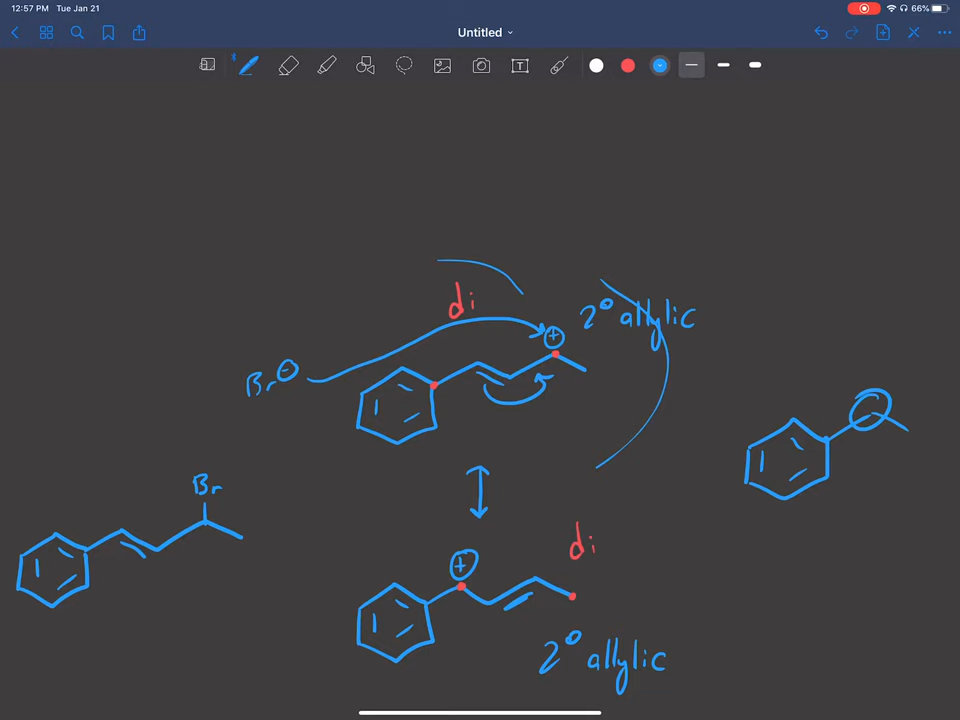 12:57 PM Tue Jan 21
66%
Untitled
T
di
2° allylic
+
Br⊖
Br
+
di
2° allylic